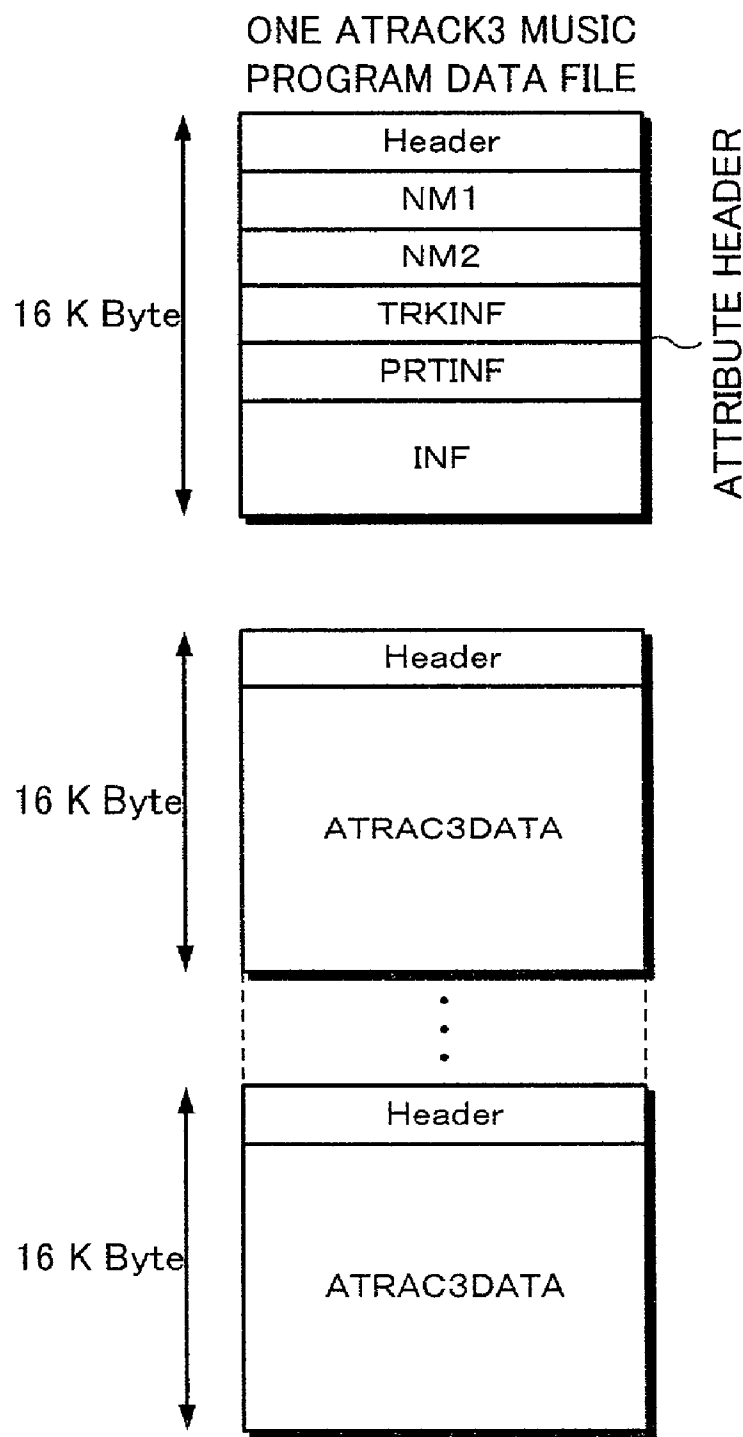 ONE ATRACK3 MUSIC
PROGRAM DATA FILE
Header
NM1
NM2
16 K Byte
TRKINF
PRTINF
INF
ATTRIBUTE HEADER
Header
16 K Byte
ATRAC3DATA
Header
16 K Byte
ATRAC3DATA